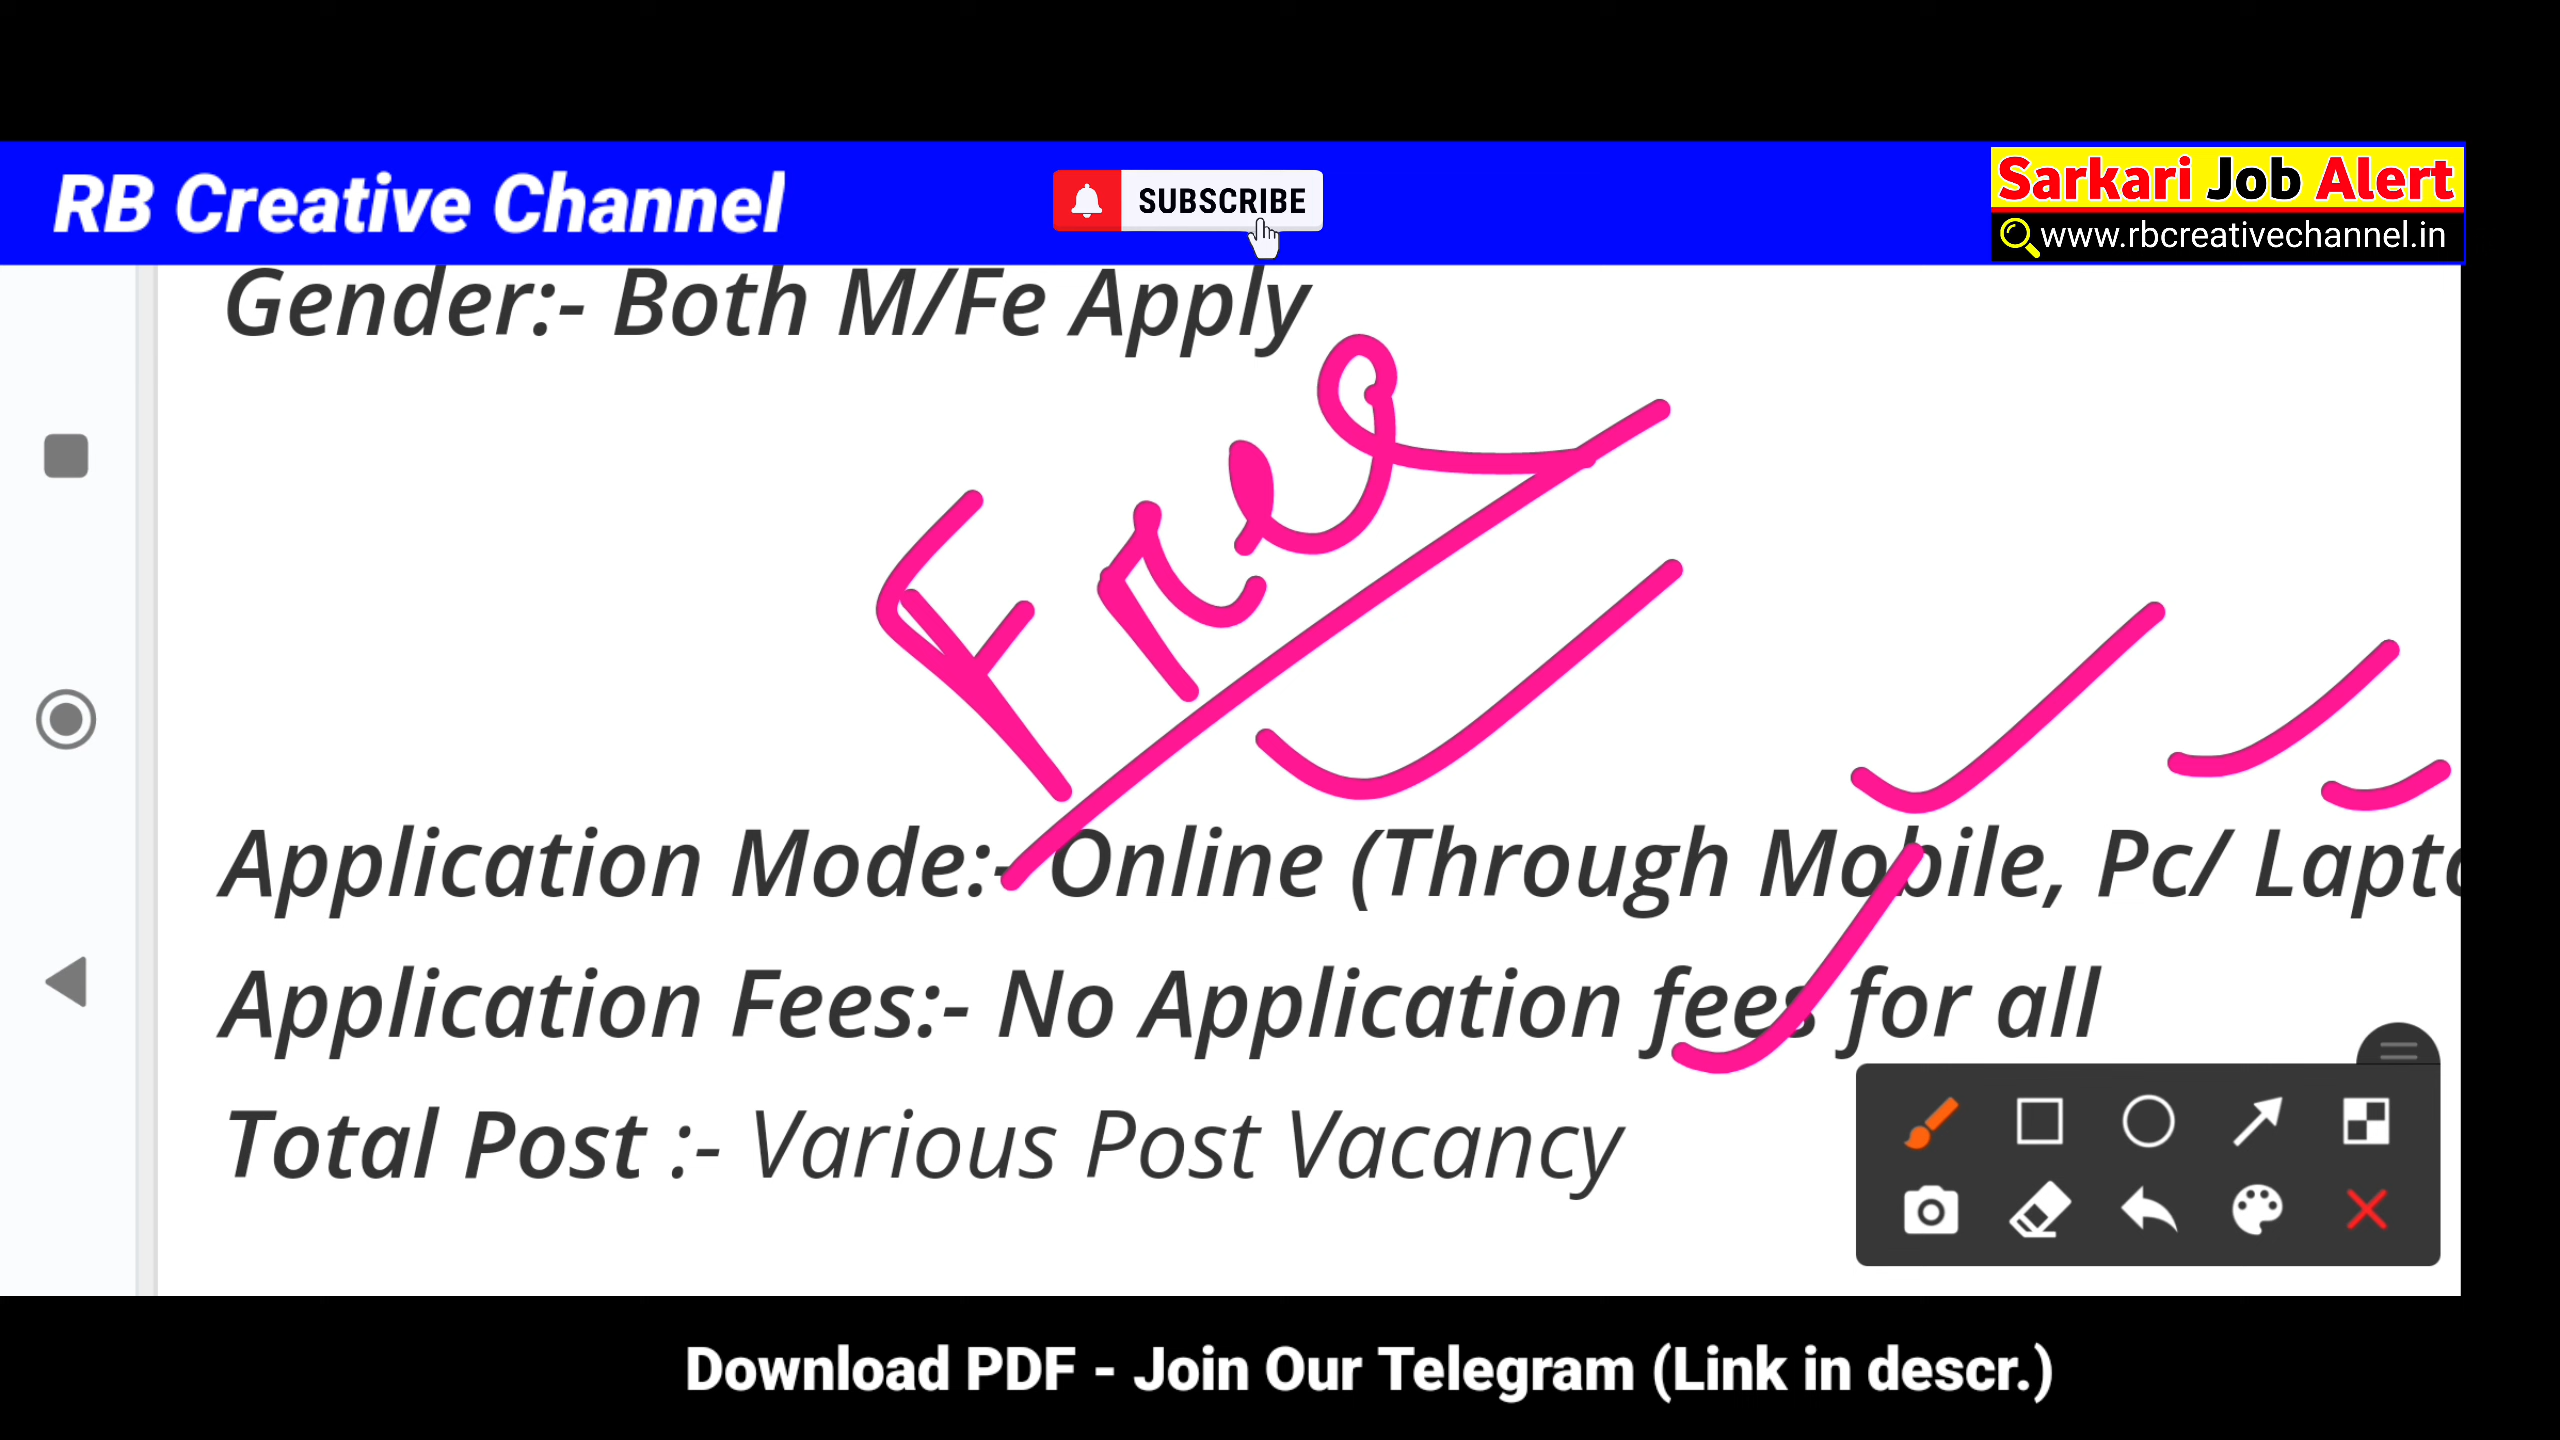 RB Creative Channel
SUBSCRIBE
Sarkari Job Alert
www.rbcreativechannel.in
Gender:- Both M/Fe Apply
Free
Application Mode:- Online (Through Mobile, Pc/ Lapto
Application Fees:- No Application fees for all
Total Post :- Various Post Vacancy
Download PDF - Join Our Telegram (Link in descr.)